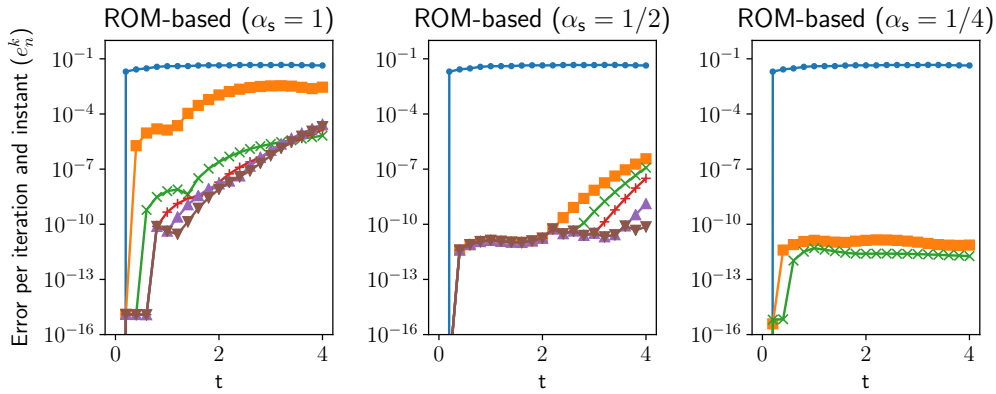 ROM-based ($\alpha_s = 1$)
ROM-based ($\alpha_s = 1/2$)
ROM-based ($\alpha_s = 1/4$)
Error per iteration and instant ($e_n^k$)
$10^{-1}$
$10^{-4}$
$10^{-7}$
$10^{-10}$
$10^{-13}$
$10^{-16}$
0 2 4
t
$10^{-1}$
$10^{-4}$
$10^{-7}$
$10^{-10}$
$10^{-13}$
$10^{-16}$
0 2 4
t
$10^{-1}$
$10^{-4}$
$10^{-7}$
$10^{-10}$
$10^{-13}$
$10^{-16}$
0 2 4
t